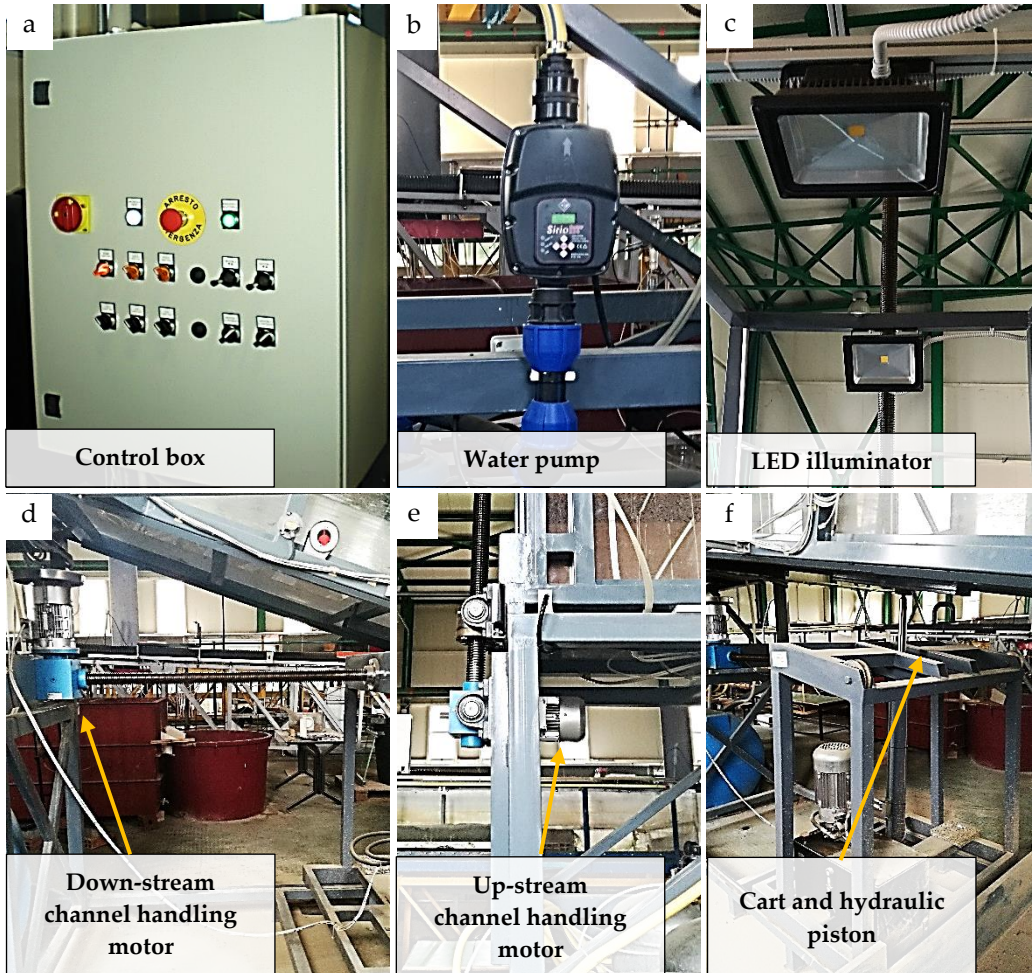 a
ARRESTO
Control box
b
Sirio
Water pump
c
LED illuminator
d
Down-stream
channel handling
motor
e
Up-stream
channel handling
motor
f
Cart and hydraulic
piston